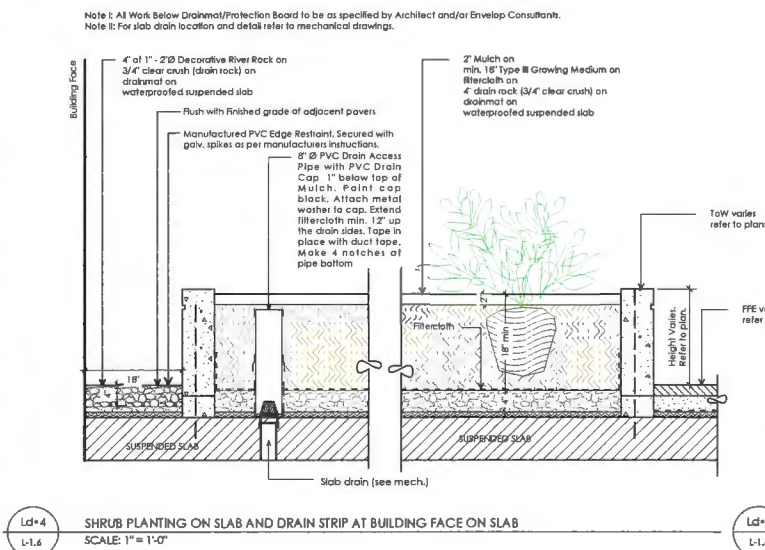 Note I: All Work Below Drainmat/Protection Board to be as specified by Architect and/or Envelop Consultants.
Note II: For slab drain location and detail refer to mechanical drawings.
Building Face
4" of 1" - 2"Ø Decorative River Rock on
3/4" clear crush (drain rock) on
drainmat on
waterproofed suspended slab
Flush with Finished grade of adjacent pavers
Manufactured PVC Edge Restraint. Secured with
galv. spikes as per manufacturers instructions.
8" Ø PVC Drain Access
Pipe with PVC Drain
Cap 1" below top of
Mulch. Paint cap
black. Attach metal
washer to cap. Extend
filtercloth min. 12" up
the drain sides. Tape in
place with duct tape.
Make 4 notches at
pipe bottom
2" Mulch on
min. 18" Type III Growing Medium on
filtercloth on
4" drain rock (3/4" clear crush) on
drainmat on
waterproofed suspended slab
ToW varies
refer to plans
2"
Filtercloth
18" min
Height Varies.
Refer to plan.
FFE v
refer
18"
4"
4"
SUSPENDED SLAB
SUSPENDED SLAB
Slab drain (see mech.)
Ld-4
L-1.6
SHRUB PLANTING ON SLAB AND DRAIN STRIP AT BUILDING FACE ON SLAB
SCALE: 1" = 1'-0"
Ld-
L-1.